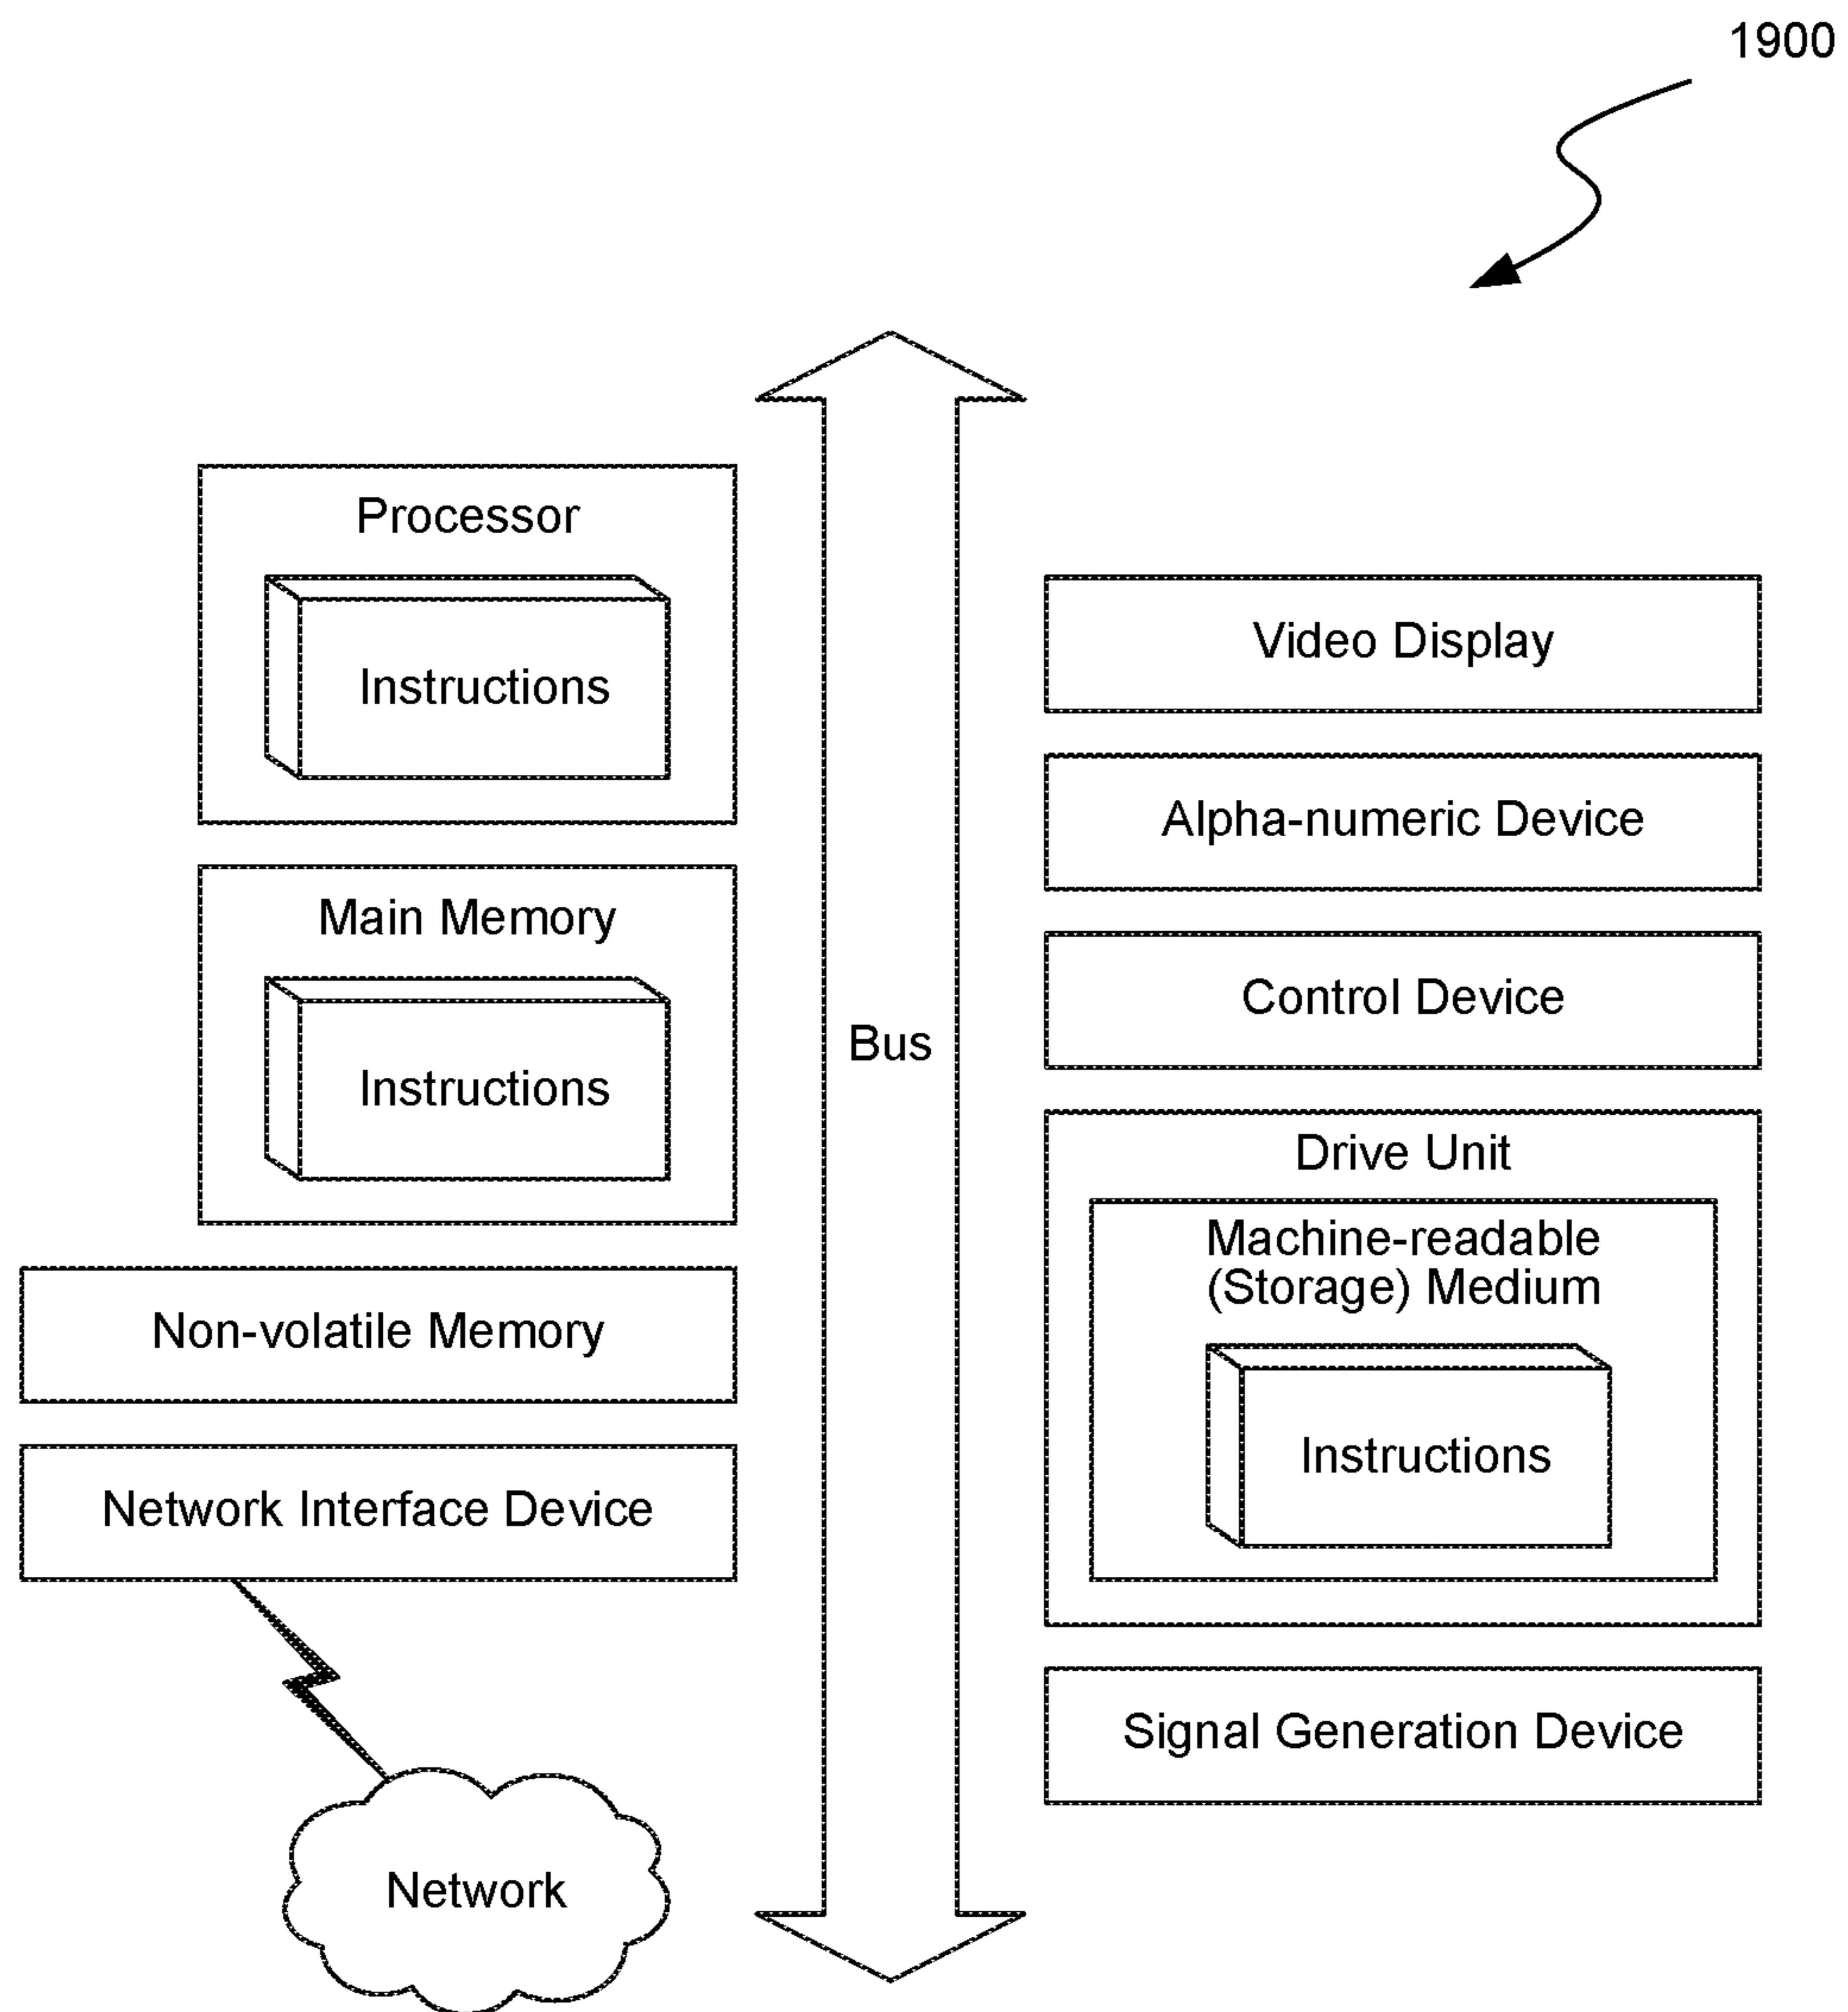 1900
Processor
Instructions
Main Memory
Instructions
Non-volatile Memory
Network Interface Device
Network
Bus
Video Display
Alpha-numeric Device
Control Device
Drive Unit
Machine-readable
(Storage) Medium
Instructions
Signal Generation Device